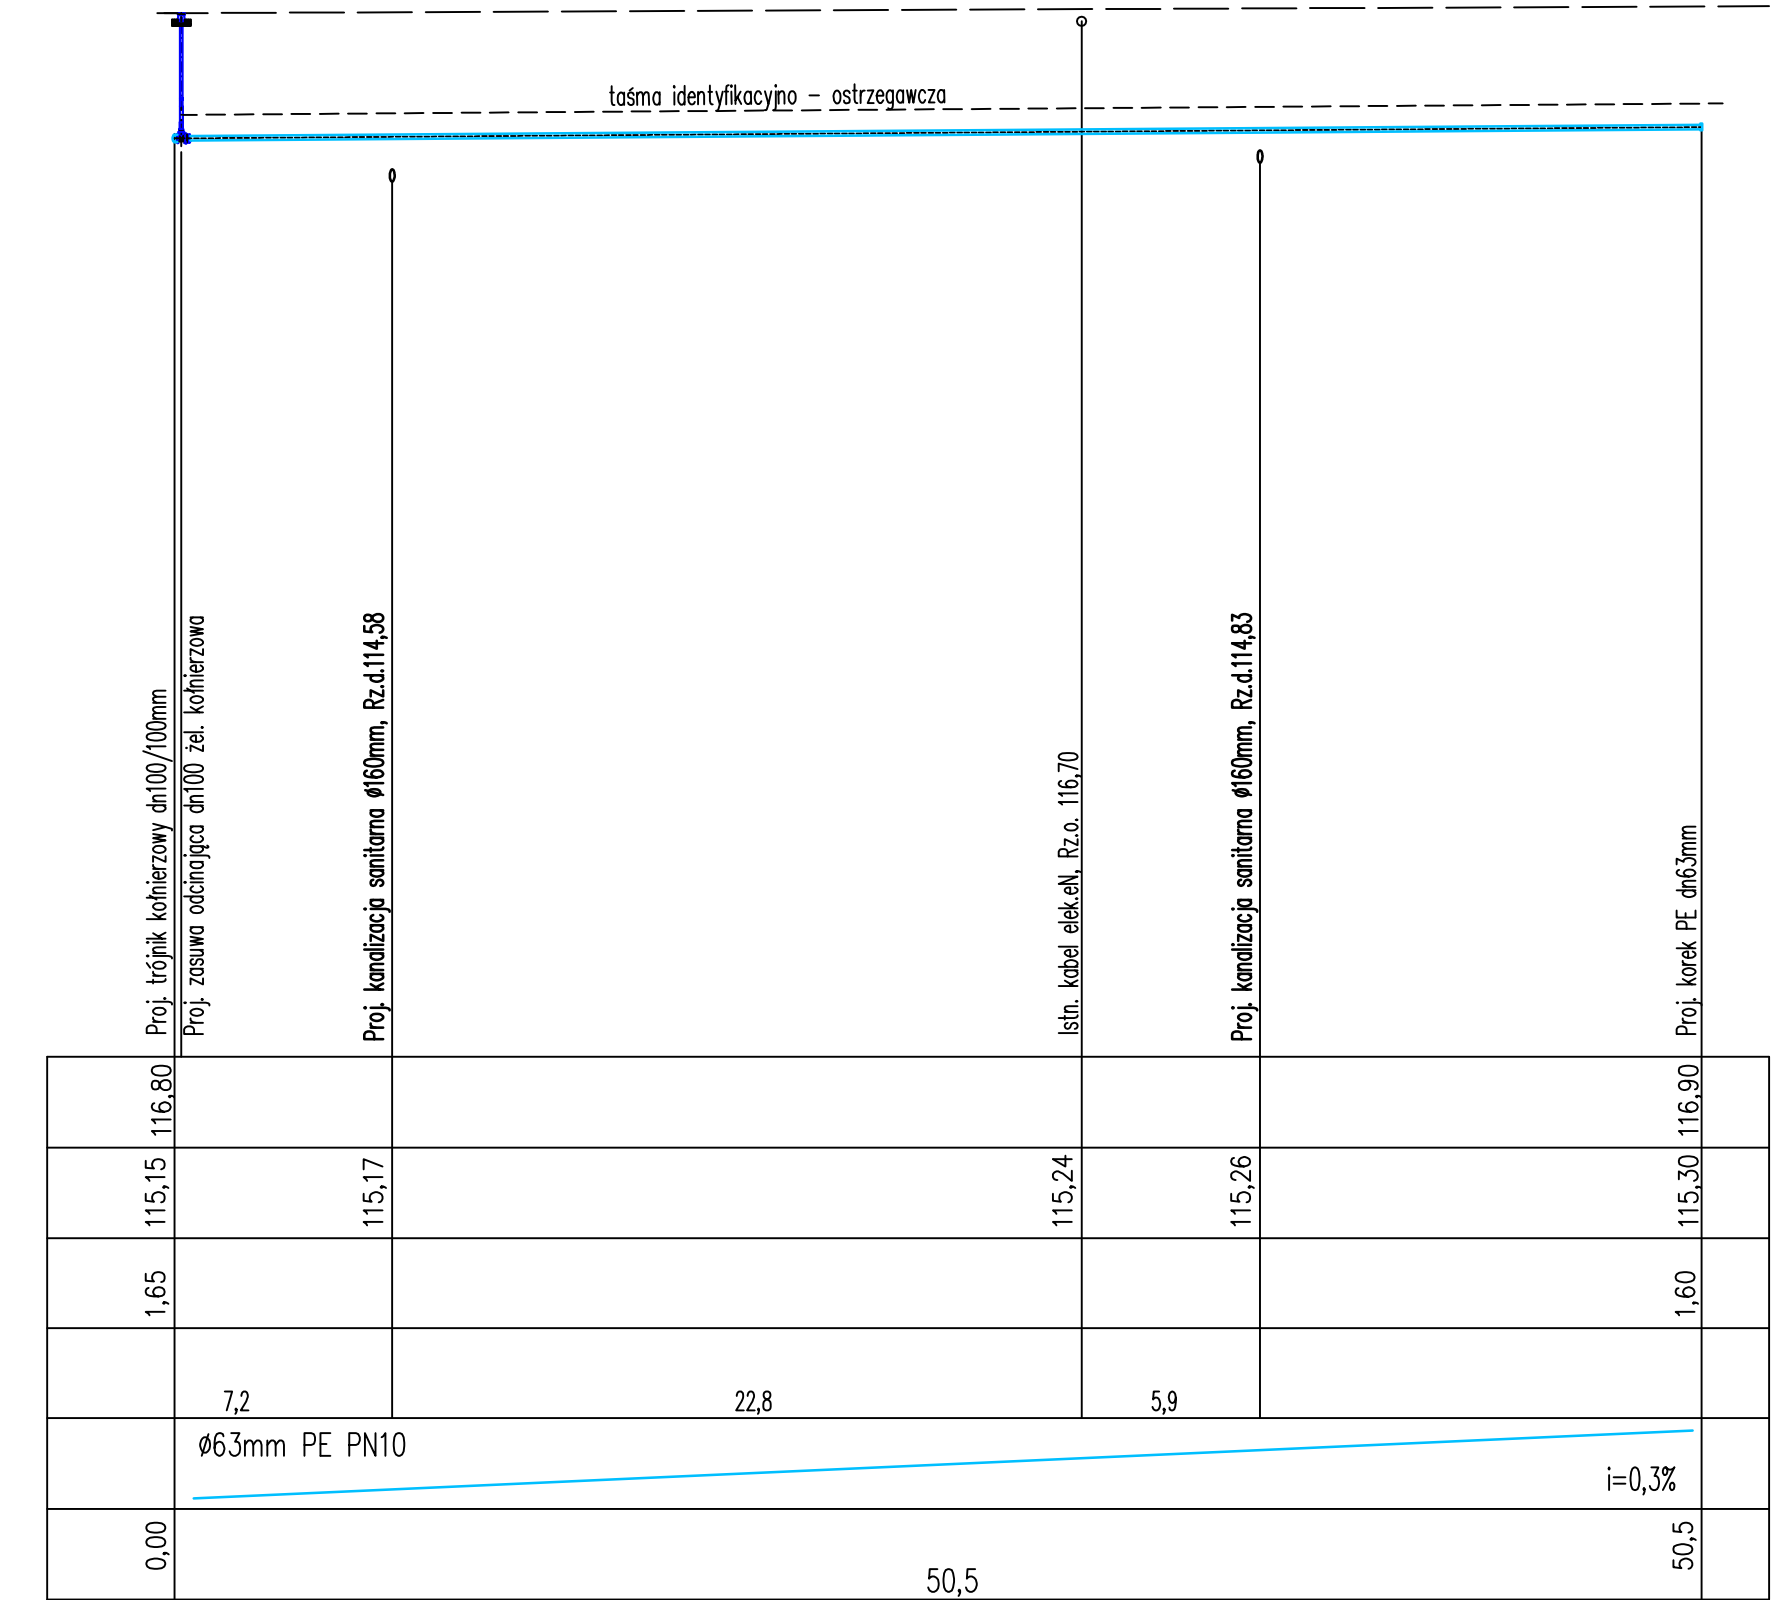 taśma identyfikacyjno – ostrzegawcza
Proj. trójnik kołnierzowy dn100/100mm
Proj. zasuwa odcinająca dn100 żel. kołnierzowa
Proj. kanalizacja sanitarna ø160mm, Rz.d.114,58
Istn. kabel elek.eN, Rz.o. 116,70
Proj. kanalizacja sanitarna ø160mm, Rz.d.114,83
Proj. korek PE dn63mm
116,80
116,90
115,15
115,17
115,24
115,26
115,30
1,65
1,60
7,2
22,8
5,9
Ø63mm PE PN10
i=0,3%
0,00
50,5
50,5